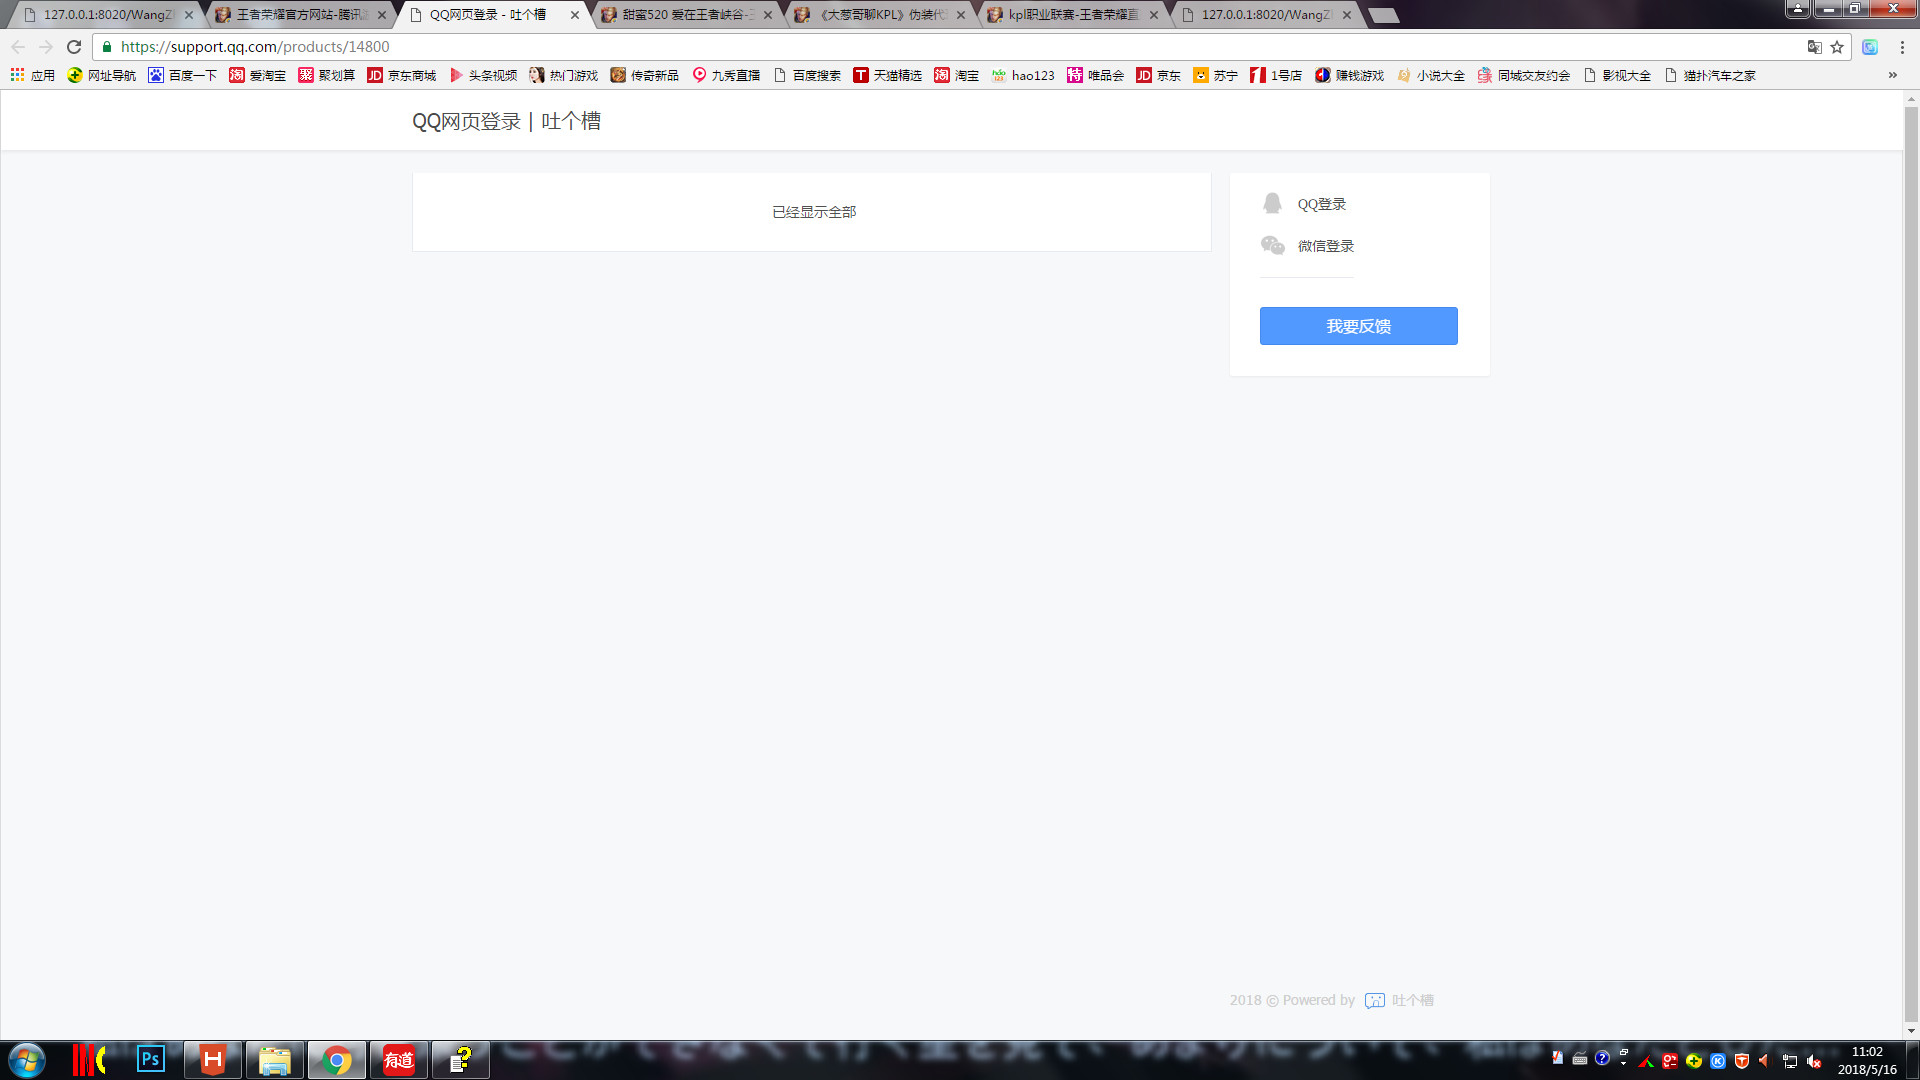 127.0.0.1:8020/WangZ
王者荣耀官方网站-腾讯游
QQ网页登录 - 吐个槽
甜蜜520 爱在王者峡谷-王
《大葱哥聊KPL》伪装代
kpl职业联赛-王者荣耀直
127.0.0.1:8020/WangZ
https://support.qq.com/products/14800
应用 网址导航 百度一下 爱淘宝 聚划算 京东商城 头条视频 热门游戏 传奇新品 九秀直播 百度搜索 天猫精选 淘宝 hao123 唯品会 京东 苏宁 1号店 赚钱游戏 小说大全 同城交友约会 影视大全 猫扑汽车之家 »
QQ网页登录 | 吐个槽
已经显示全部
QQ登录
微信登录
我要反馈
2018 © Powered by 吐个槽
Ps
H
有道
11:02
2018/5/16